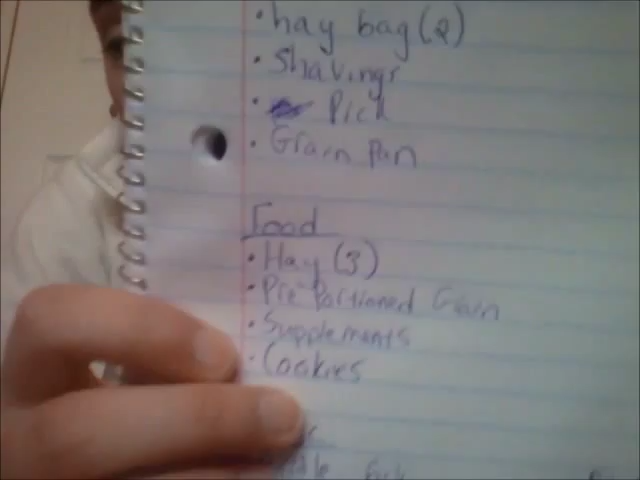 • hay bag (2)
• Shavings
• Pick
• Grain pan
Food
• Hay (3)
• Pre Portioned Grain
• Supplements
• Cookies